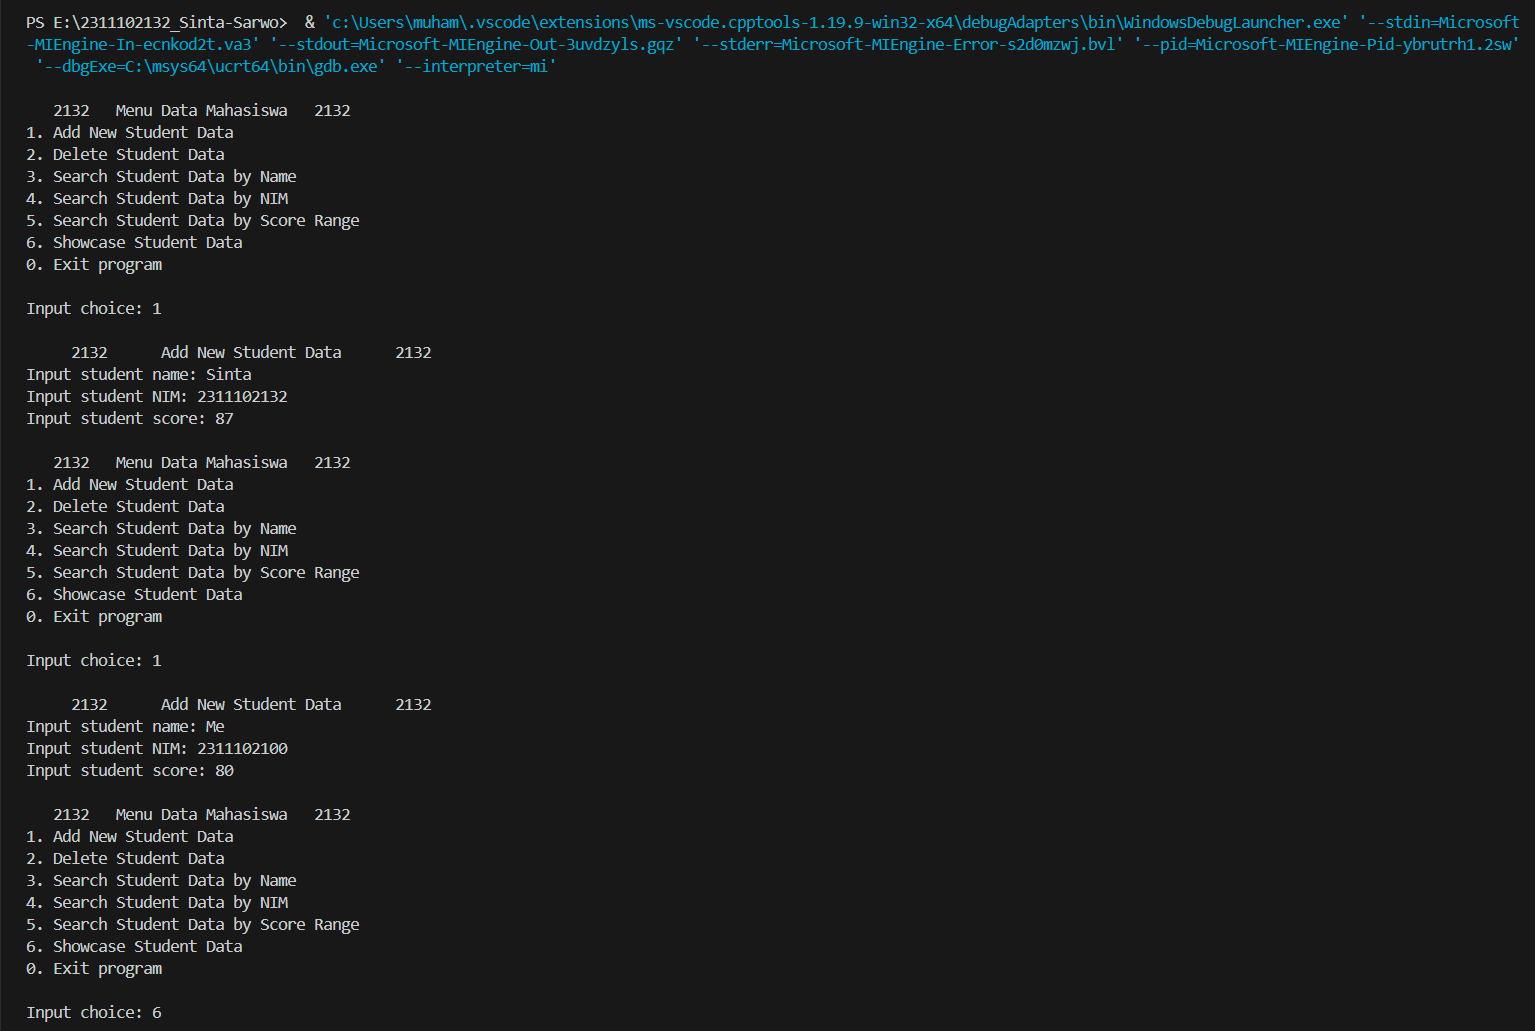 PS E:\2311102132_Sinta-Sarwo>  & 'c:\Users\muham\.vscode\extensions\ms-vscode.cpptools-1.19.9-win32-x64\debugAdapters\bin\WindowsDebugLauncher.exe' '--stdin=Microsoft
-MIEngine-In-ecnkod2t.va3' '--stdout=Microsoft-MIEngine-Out-3uvdzyls.gqz' '--stderr=Microsoft-MIEngine-Error-s2d0mzwj.bvl' '--pid=Microsoft-MIEngine-Pid-ybrutrh1.2sw'
'--dbgExe=C:\msys64\ucrt64\bin\gdb.exe' '--interpreter=mi'
2132   Menu Data Mahasiswa   2132
1. Add New Student Data
2. Delete Student Data
3. Search Student Data by Name
4. Search Student Data by NIM
5. Search Student Data by Score Range
6. Showcase Student Data
0. Exit program
Input choice: 1
2132      Add New Student Data      2132
Input student name: Sinta
Input student NIM: 2311102132
Input student score: 87
2132   Menu Data Mahasiswa   2132
1. Add New Student Data
2. Delete Student Data
3. Search Student Data by Name
4. Search Student Data by NIM
5. Search Student Data by Score Range
6. Showcase Student Data
0. Exit program
Input choice: 1
2132      Add New Student Data      2132
Input student name: Me
Input student NIM: 2311102100
Input student score: 80
2132   Menu Data Mahasiswa   2132
1. Add New Student Data
2. Delete Student Data
3. Search Student Data by Name
4. Search Student Data by NIM
5. Search Student Data by Score Range
6. Showcase Student Data
0. Exit program
Input choice: 6